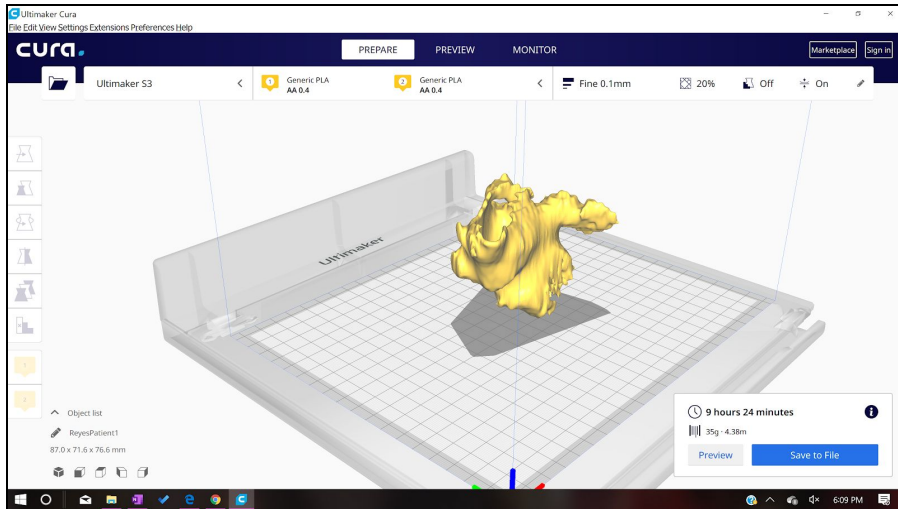 Ultimaker Cura
File Edit View Settings Extensions Preferences Help
cura.
PREPARE PREVIEW MONITOR
Marketplace Sign in
Ultimaker S3
1 Generic PLA
AA 0.4
2 Generic PLA
AA 0.4
Fine 0.1mm
20% Off On
Ultimaker
Object list
ReyesPatient1
87.0 x 71.6 x 76.6 mm
9 hours 24 minutes
35g · 4.38m
Preview Save to File
6:09 PM